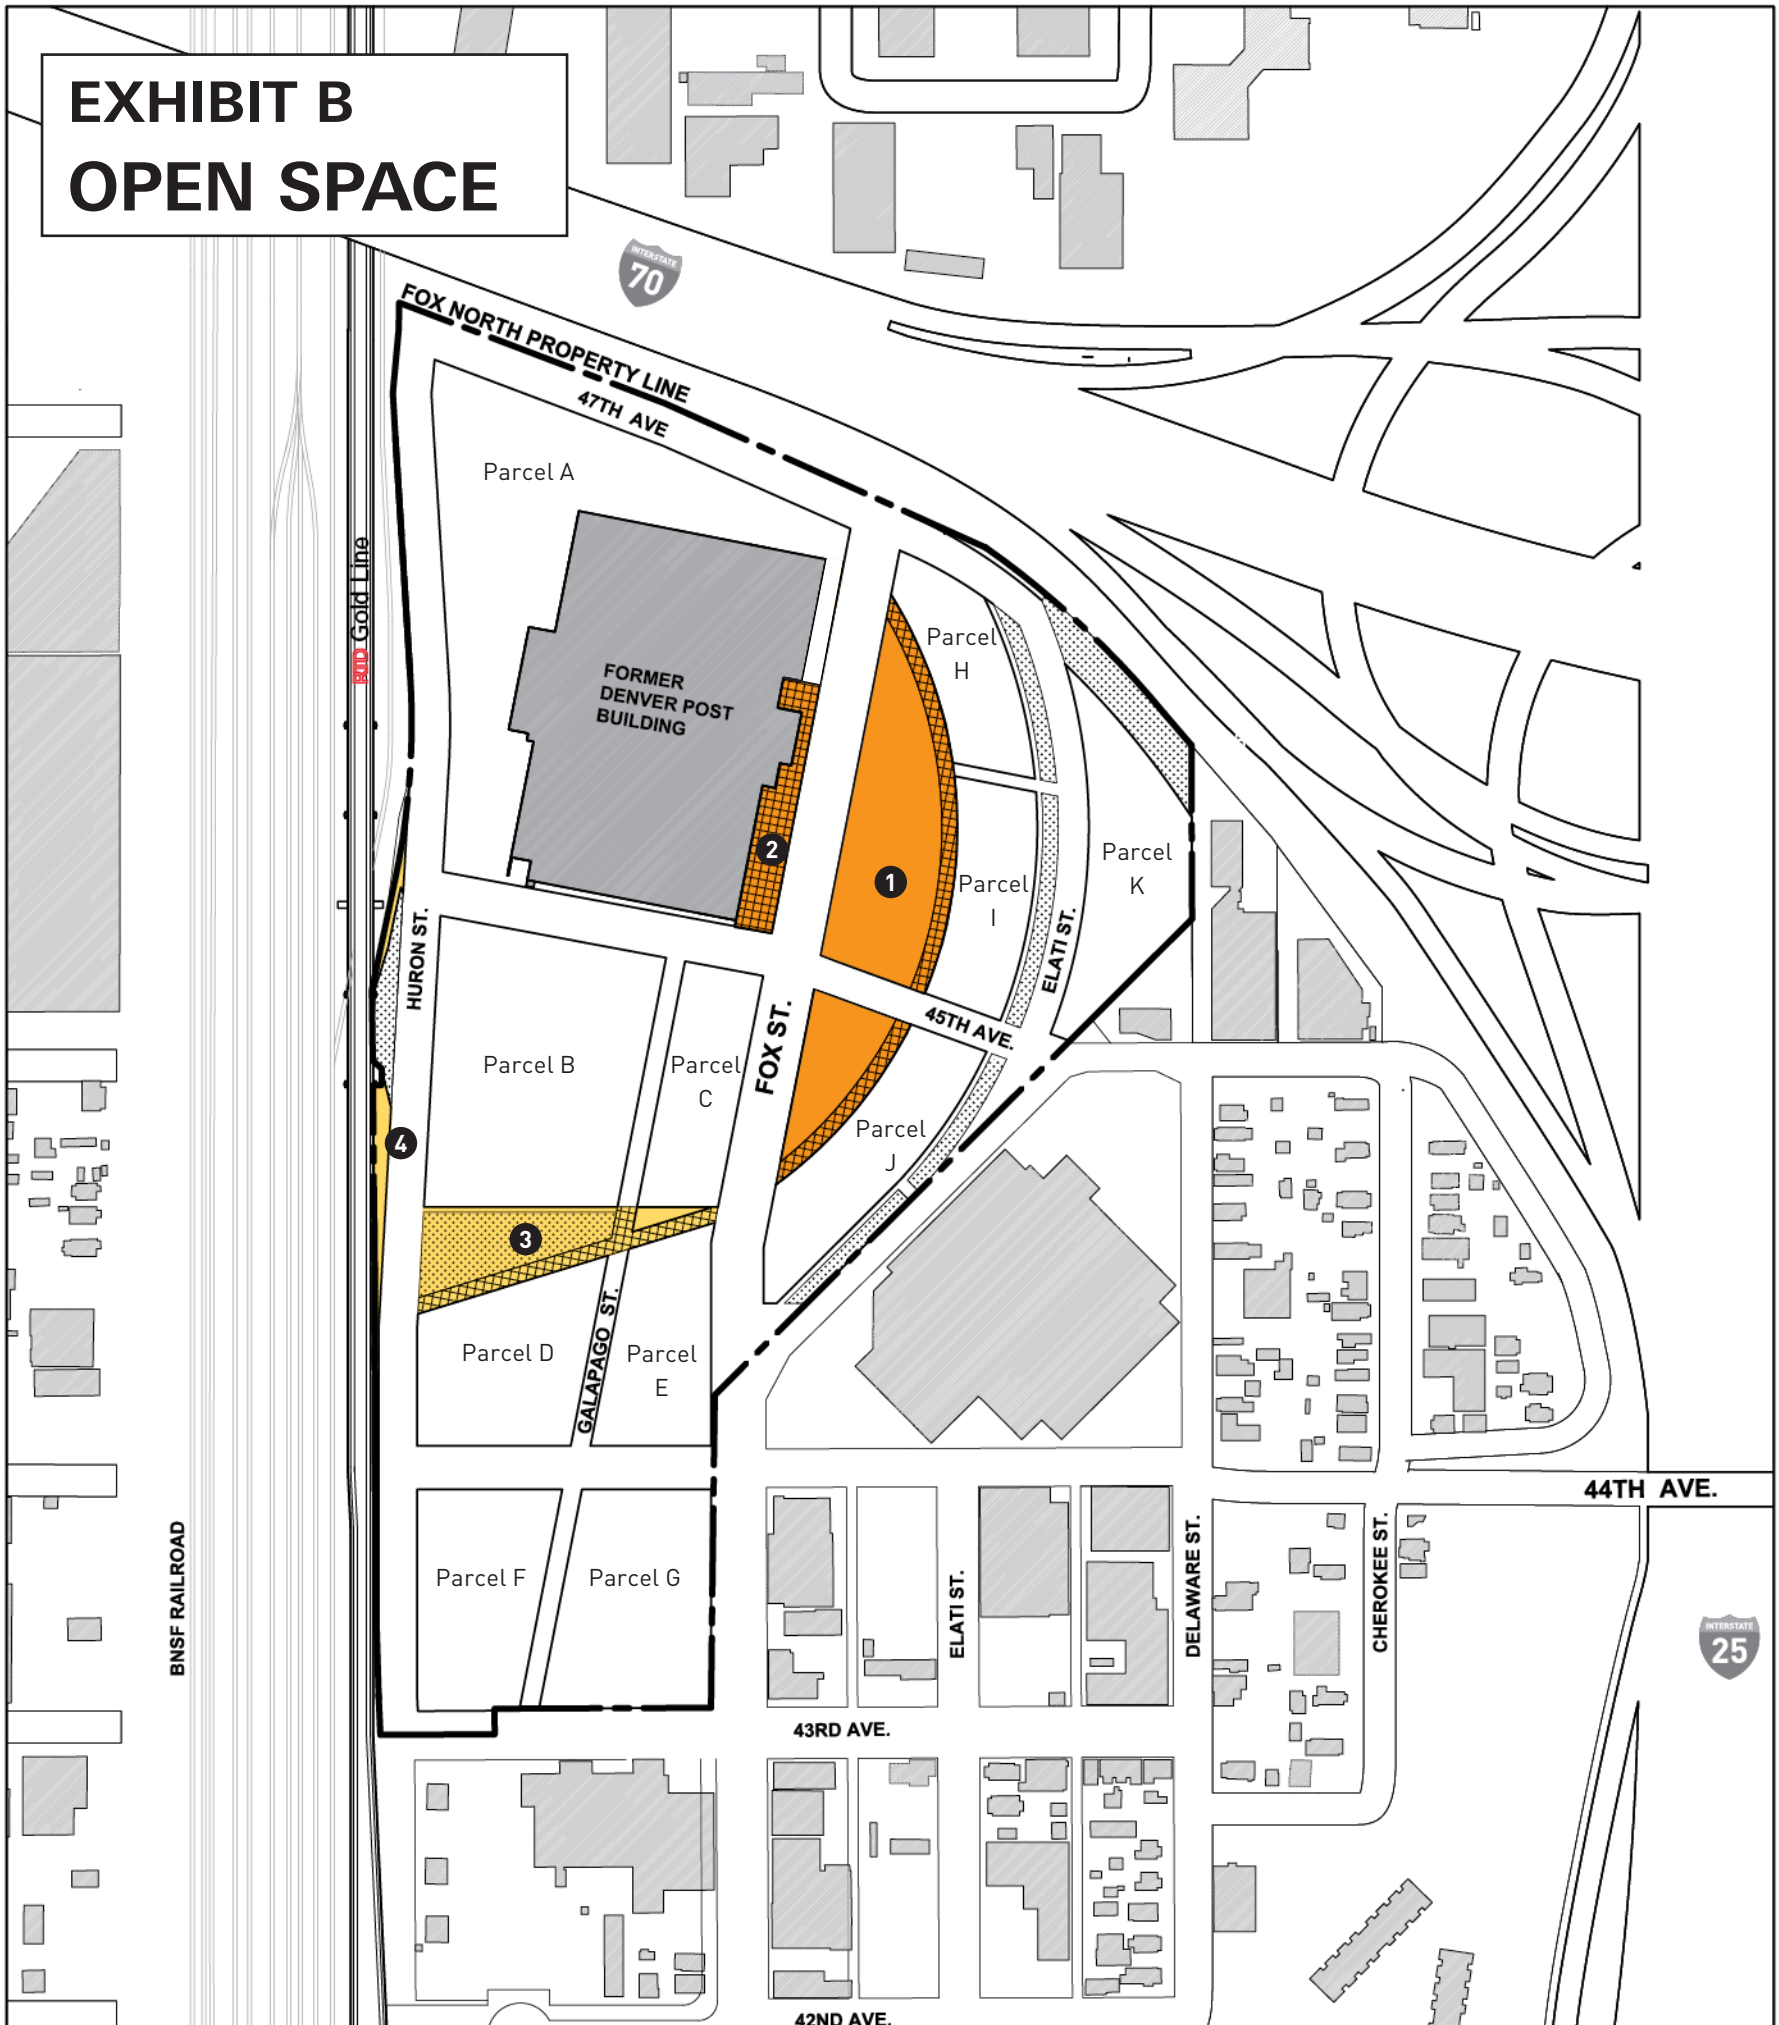 EXHIBIT B
OPEN SPACE
INTERSTATE
70
FOX NORTH PROPERTY LINE
47TH AVE
Parcel A
RTD Gold Line
FORMER
DENVER POST
BUILDING
Parcel
H
2
1
Parcel
I
Parcel
K
HURON ST.
ELATI ST.
45TH AVE.
FOX ST.
Parcel B
Parcel
C
Parcel
J
4
3
GALAPAGO ST.
Parcel D
Parcel
E
44TH AVE.
BNSF RAILROAD
Parcel F
Parcel G
ELATI ST.
DELAWARE ST.
CHEROKEE ST.
INTERSTATE
25
43RD AVE.
42ND AVE.